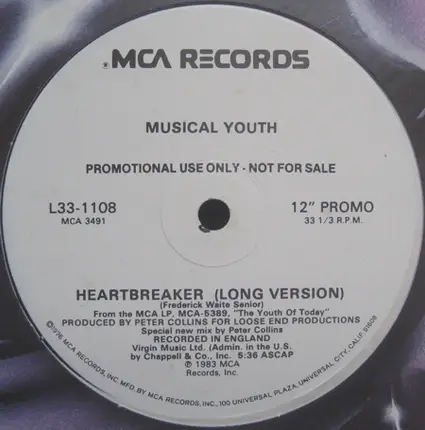 MCA RECORDS
MUSICAL YOUTH
PROMOTIONAL USE ONLY - NOT FOR SALE
L33-1108
MCA 3491
12" PROMO
33 1/3 R.P.M.
HEARTBREAKER (LONG VERSION)
(Frederick Waite Senior)
From the MCA LP, MCA-5389, "The Youth Of Today"
PRODUCED BY PETER COLLINS FOR LOOSE END PRODUCTIONS
Special new mix by Peter Collins
RECORDED IN ENGLAND
Virgin Music Ltd. (Admin. in the U.S.
by Chappell & Co., Inc. 5:36 ASCAP
℗ 1983 MCA
Records, Inc.
©1976 MCA RECORDS, INC. MFD. BY MCA RECORDS, INC., 100 UNIVERSAL PLAZA, UNIVERSAL CITY, CALIF. 91608